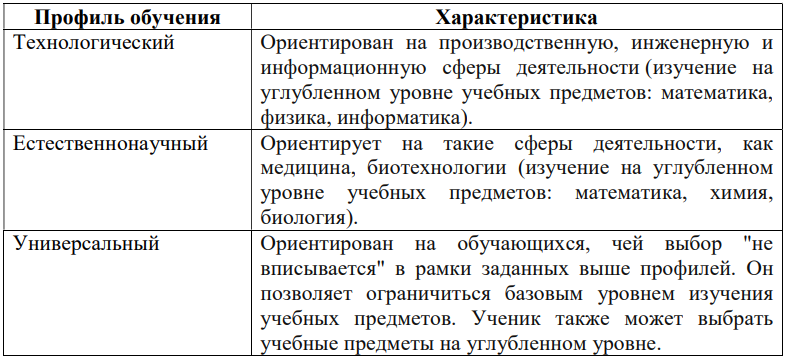 Профиль обучения
Характеристика
Технологический
Ориентирован на производственную, инженерную и
информационную сферы деятельности (изучение на
углубленном уровне учебных предметов: математика,
физика, информатика).
Естественнонаучный
Ориентирует на такие сферы деятельности, как
медицина, биотехнологии (изучение на углубленном
уровне учебных предметов: математика, химия,
биология).
Универсальный
Ориентирован на обучающихся, чей выбор "не
вписывается" в рамки заданных выше профилей. Он
позволяет ограничиться базовым уровнем изучения
учебных предметов. Ученик также может выбрать
учебные предметы на углубленном уровне.